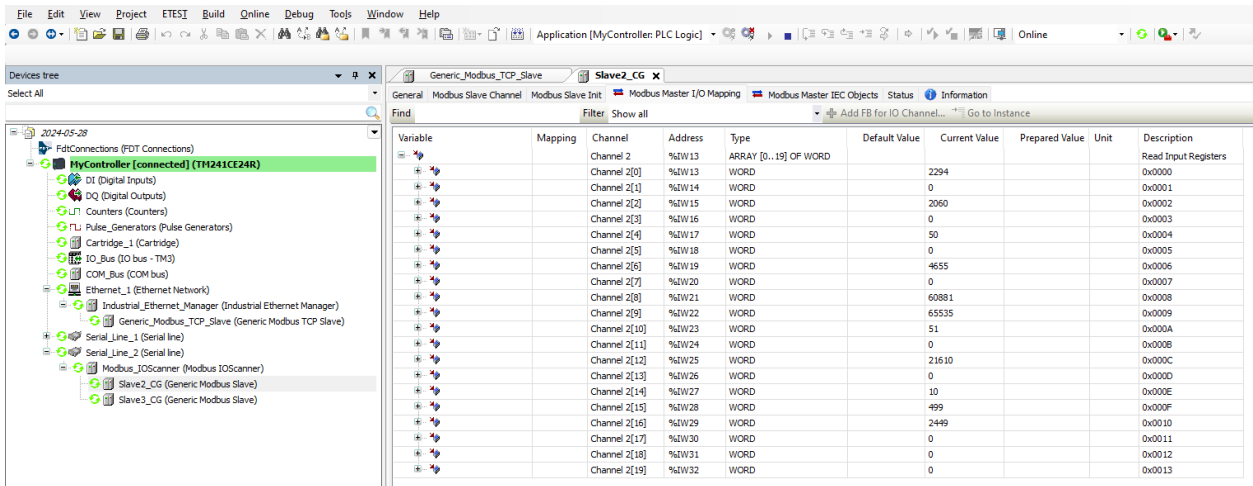 File Edit View Project ETEST Build Online Debug Tools Window Help
Application [MyController: PLC Logic] Online
Devices tree
Select All
2024-05-28
FdtConnections (FDT Connections)
MyController [connected] (TM241CE24R)
DI (Digital Inputs)
DQ (Digital Outputs)
Counters (Counters)
Pulse_Generators (Pulse Generators)
Cartridge_1 (Cartridge)
IO_Bus (IO bus - TM3)
COM_Bus (COM bus)
Ethernet_1 (Ethernet Network)
Industrial_Ethernet_Manager (Industrial Ethernet Manager)
Generic_Modbus_TCP_Slave (Generic Modbus TCP Slave)
Serial_Line_1 (Serial line)
Serial_Line_2 (Serial line)
Modbus_IOScanner (Modbus IOScanner)
Slave2_CG (Generic Modbus Slave)
Slave3_CG (Generic Modbus Slave)
Generic_Modbus_TCP_Slave Slave2_CG
General Modbus Slave Channel Modbus Slave Init Modbus Master I/O Mapping Modbus Master IEC Objects Status Information
Find Filter Show all Add FB for IO Channel... Go to Instance
Variable Mapping Channel Address Type Default Value Current Value Prepared Value Unit Description
Channel 2 %IW13 ARRAY [0..19] OF WORD Read Input Registers
Channel 2[0] %IW13 WORD 2294 0x0000
Channel 2[1] %IW14 WORD 0 0x0001
Channel 2[2] %IW15 WORD 2060 0x0002
Channel 2[3] %IW16 WORD 0 0x0003
Channel 2[4] %IW17 WORD 50 0x0004
Channel 2[5] %IW18 WORD 0 0x0005
Channel 2[6] %IW19 WORD 4655 0x0006
Channel 2[7] %IW20 WORD 0 0x0007
Channel 2[8] %IW21 WORD 60881 0x0008
Channel 2[9] %IW22 WORD 65535 0x0009
Channel 2[10] %IW23 WORD 51 0x000A
Channel 2[11] %IW24 WORD 0 0x000B
Channel 2[12] %IW25 WORD 21610 0x000C
Channel 2[13] %IW26 WORD 0 0x000D
Channel 2[14] %IW27 WORD 10 0x000E
Channel 2[15] %IW28 WORD 499 0x000F
Channel 2[16] %IW29 WORD 2449 0x0010
Channel 2[17] %IW30 WORD 0 0x0011
Channel 2[18] %IW31 WORD 0 0x0012
Channel 2[19] %IW32 WORD 0 0x0013